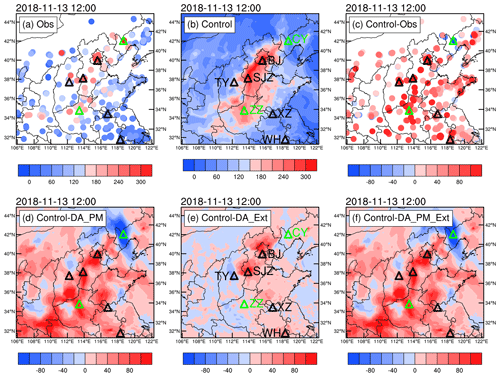 2018-11-13 12:00 2018-11-13 12:00 2018-11-13 12:00
(a) Obs (b) Control (c) Control-Obs
44°N 44°N 44°N
CY
42°N 42°N 42°N
BJ
40°N 40°N 40°N
TY SJZ
38°N 38°N 38°N
36°N 36°N 36°N
ZZ XZ
34°N 34°N 34°N
WH
32°N 32°N 32°N
106°E 108°E 110°E 112°E 114°E 116°E 118°E 120°E 122°E 106°E 108°E 110°E 112°E 114°E 116°E 118°E 120°E 122°E 106°E 108°E 110°E 112°E 114°E 116°E 118°E 120°E 122°E
0 60 120 180 240 300 0 60 120 180 240 300 -80 -40 0 40 80
2018-11-13 12:00 2018-11-13 12:00 2018-11-13 12:00
(d) Control-DA_PM (e) Control-DA_Ext (f) Control-DA_PM_Ext
44°N 44°N 44°N
CY
42°N 42°N 42°N
BJ
40°N 40°N 40°N
TY SJZ
38°N 38°N 38°N
36°N 36°N 36°N
ZZ XZ
34°N 34°N 34°N
WH
32°N 32°N 32°N
106°E 108°E 110°E 112°E 114°E 116°E 118°E 120°E 122°E 106°E 108°E 110°E 112°E 114°E 116°E 118°E 120°E 122°E 106°E 108°E 110°E 112°E 114°E 116°E 118°E 120°E 122°E
-80 -40 0 40 80 -80 -40 0 40 80 -80 -40 0 40 80